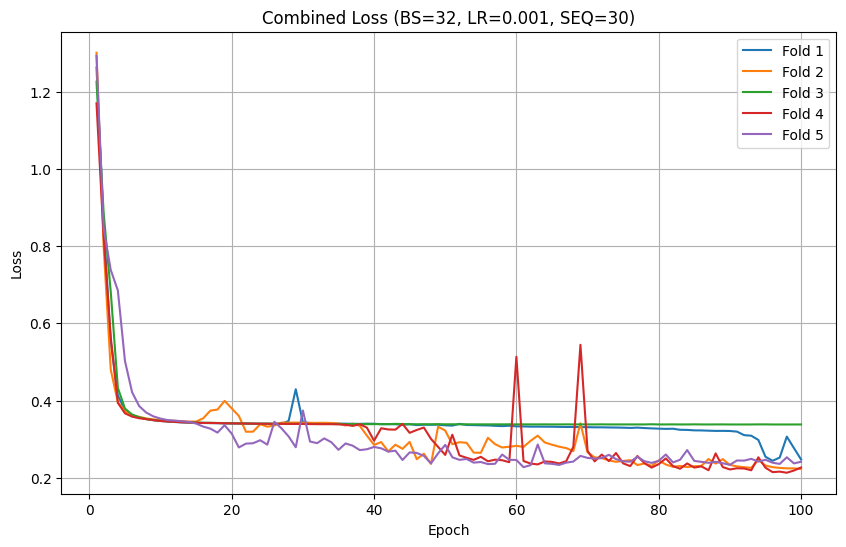 Combined Loss (BS=32, LR=0.001, SEQ=30)
Fold 1
Fold 2
Fold 3
Fold 4
Fold 5
1.2
1.0
0.8
0.6
0.4
0.2
Loss
0 20 40 60 80 100
Epoch